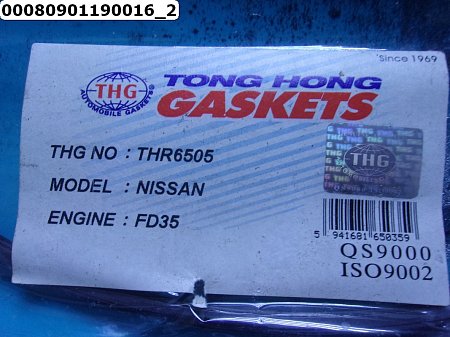 00080901190016_2
Since 1969
THG
AUTOMOBILE GASKETS®
TONG HONG
GASKETS
THG NO : THR6505
MODEL : NISSAN
ENGINE : FD35
THG
5 941681 650359
QS9000
ISO9002